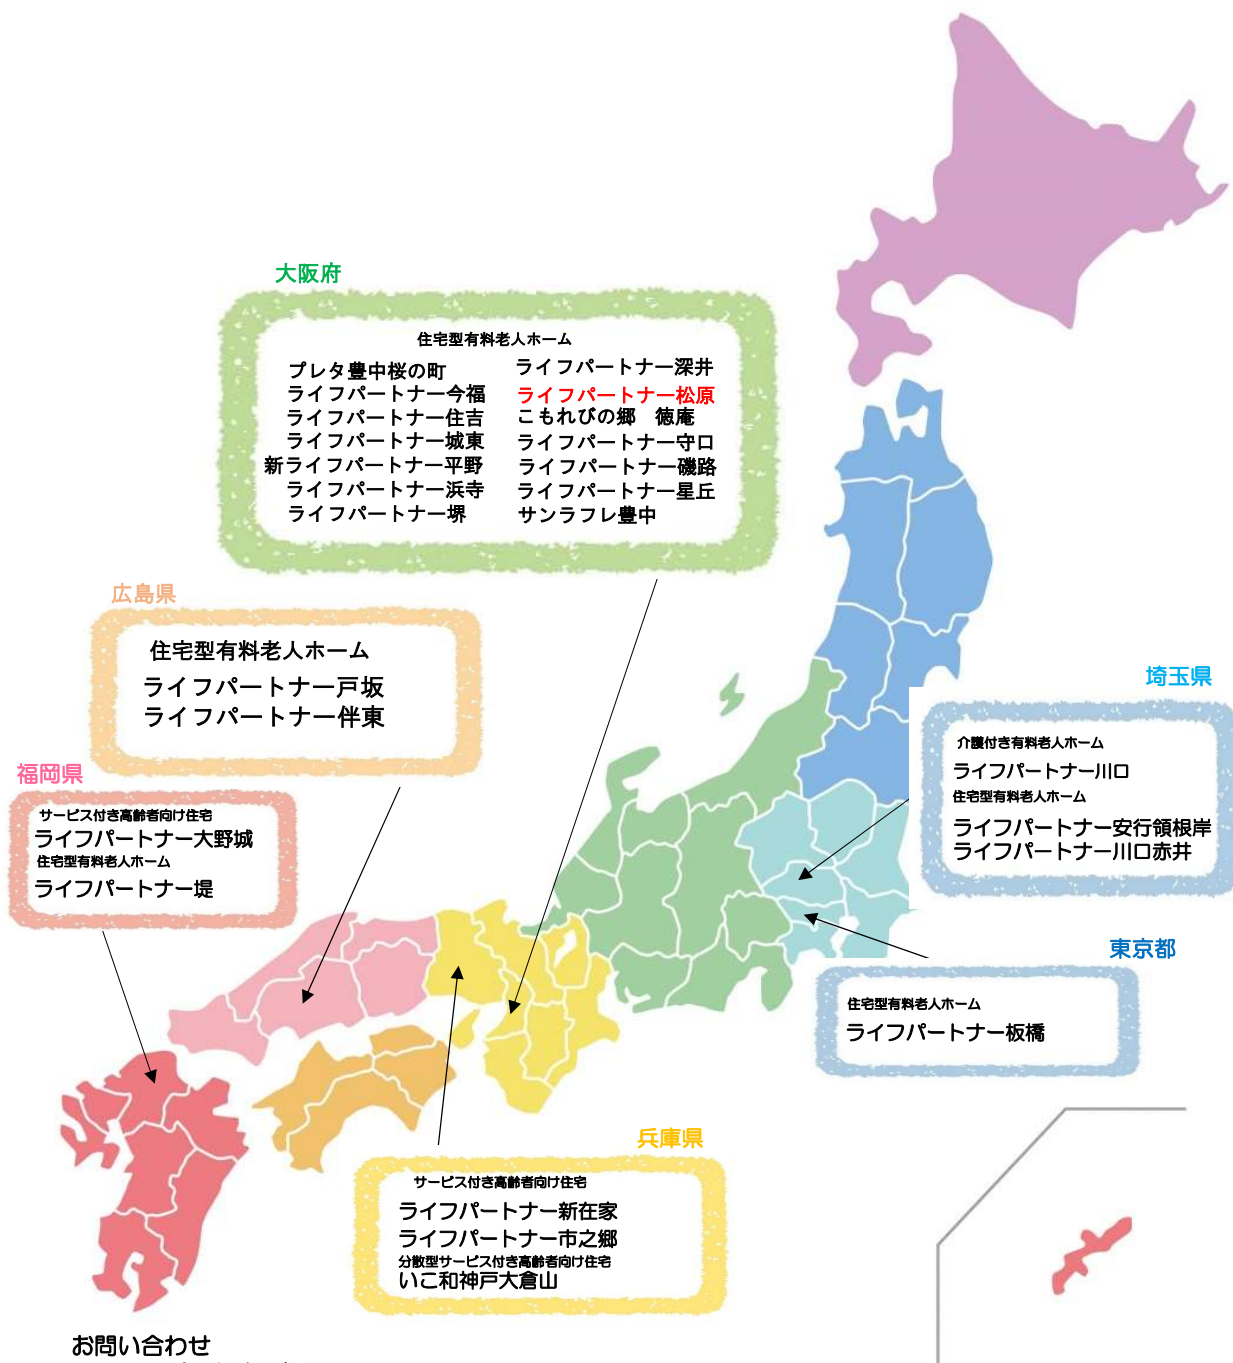 大阪府
住宅型有料老人ホーム
プレタ豊中桜の町
ライフパートナー今福
ライフパートナー住吉
ライフパートナー城東
新ライフパートナー平野
ライフパートナー浜寺
ライフパートナー堺
ライフパートナー深井
ライフパートナー松原
こもれびの郷　徳庵
ライフパートナー守口
ライフパートナー磯路
ライフパートナー星丘
サンラフレ豊中
広島県
住宅型有料老人ホーム
ライフパートナー戸坂
ライフパートナー伴東
埼玉県
介護付き有料老人ホーム
ライフパートナー川口
住宅型有料老人ホーム
ライフパートナー安行領根岸
ライフパートナー川口赤井
福岡県
サービス付き高齢者向け住宅
ライフパートナー大野城
住宅型有料老人ホーム
ライフパートナー堤
東京都
住宅型有料老人ホーム
ライフパートナー板橋
兵庫県
サービス付き高齢者向け住宅
ライフパートナー新在家
ライフパートナー市之郷
分散型サービス付き高齢者向け住宅
いこ和神戸大倉山
お問い合わせ